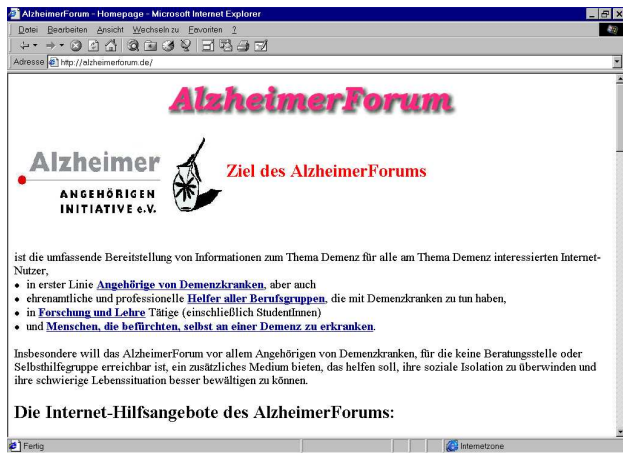 AlzheimerForum - Homepage - Microsoft Internet Explorer
Datei Bearbeiten Ansicht Wechseln zu Favoriten ?
Adresse http://alzheimerforum.de/
AlzheimerForum
Alzheimer
ANGEHÖRIGEN
INITIATIVE e.V.
Ziel des AlzheimerForums
ist die umfassende Bereitstellung von Informationen zum Thema Demenz für alle am Thema Demenz interessierten Internet-
Nutzer,
• in erster Linie Angehörige von Demenzkranken, aber auch
• ehrenamtliche und professionelle Helfer aller Berufsgruppen, die mit Demenzkranken zu tun haben,
• in Forschung und Lehre Tätige (einschließlich StudentInnen)
• und Menschen, die befürchten, selbst an einer Demenz zu erkranken.
Insbesondere will das AlzheimerForum vor allem Angehörigen von Demenzkranken, für die keine Beratungsstelle oder
Selbsthilfegruppe erreichbar ist, ein zusätzliches Medium bieten, das helfen soll, ihre soziale Isolation zu überwinden und
ihre schwierige Lebenssituation besser bewältigen zu können.
Die Internet-Hilfsangebote des AlzheimerForums:
Fertig
Internetzone